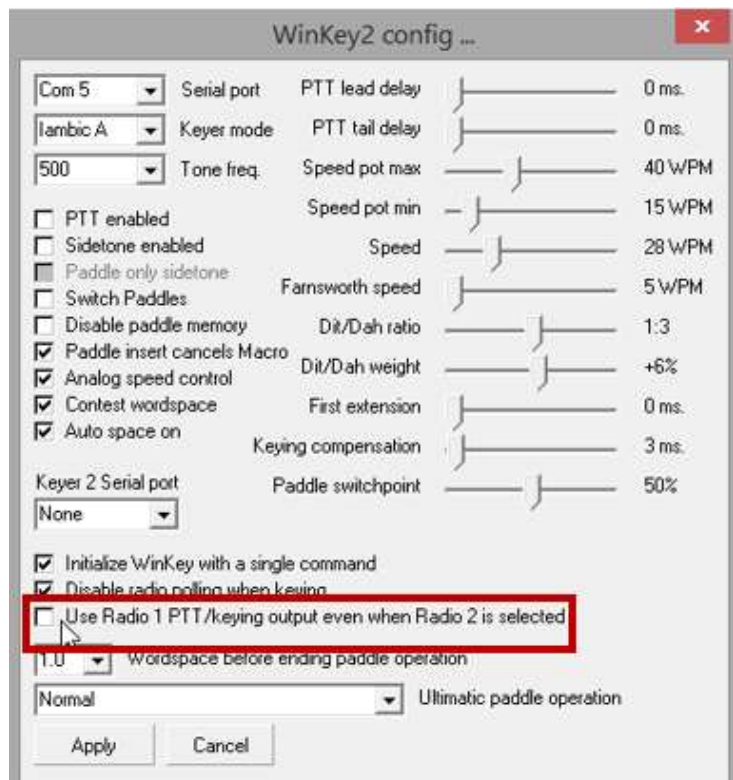 WinKey2 config ...
Com 5 Serial port PTT lead delay 0 ms.
Iambic A Keyer mode PTT tail delay 0 ms.
500 Tone freq. Speed pot max 40 WPM
Speed pot min 15 WPM
PTT enabled
Sidetone enabled Speed 28 WPM
Paddle only sidetone
Switch Paddles Farnsworth speed 5 WPM
Disable paddle memory Dit/Dah ratio 1:3
Paddle insert cancels Macro
Analog speed control Dit/Dah weight +6%
Contest wordspace First extension 0 ms.
Auto space on
Keying compensation 3 ms.
Keyer 2 Serial port Paddle switchpoint 50%
None
Initialize WinKey with a single command
Disable radio polling when keying
Use Radio 1 PTT/keying output even when Radio 2 is selected
1.0 Wordspace before ending paddle operation
Normal Ultimatic paddle operation
Apply Cancel